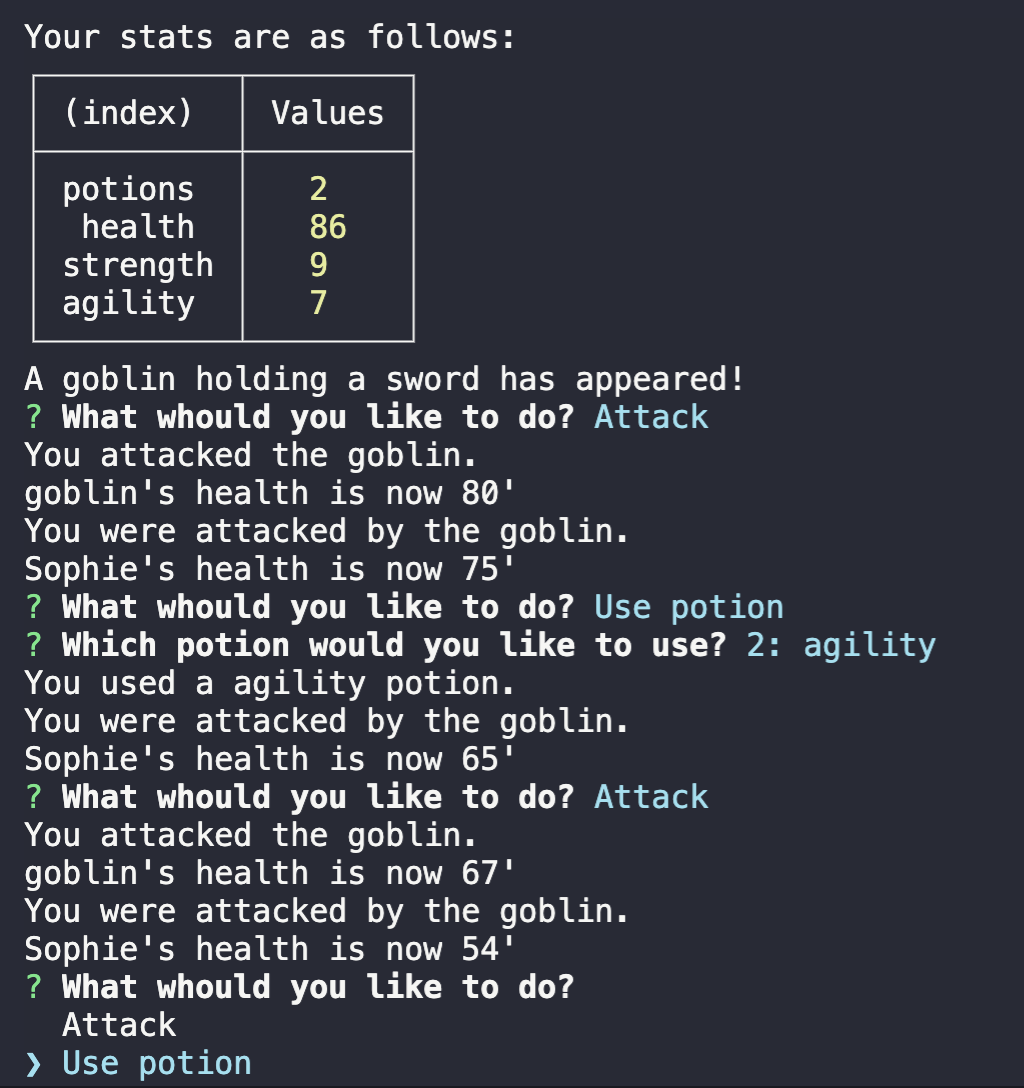 Your stats are as follows:
(index) Values
potions 2
health 86
strength 9
agility 7
A goblin holding a sword has appeared!
? What whould you like to do? Attack
You attacked the goblin.
goblin's health is now 80'
You were attacked by the goblin.
Sophie's health is now 75'
? What whould you like to do? Use potion
? Which potion would you like to use? 2: agility
You used a agility potion.
You were attacked by the goblin.
Sophie's health is now 65'
? What whould you like to do? Attack
You attacked the goblin.
goblin's health is now 67'
You were attacked by the goblin.
Sophie's health is now 54'
? What whould you like to do?
Attack
❯ Use potion